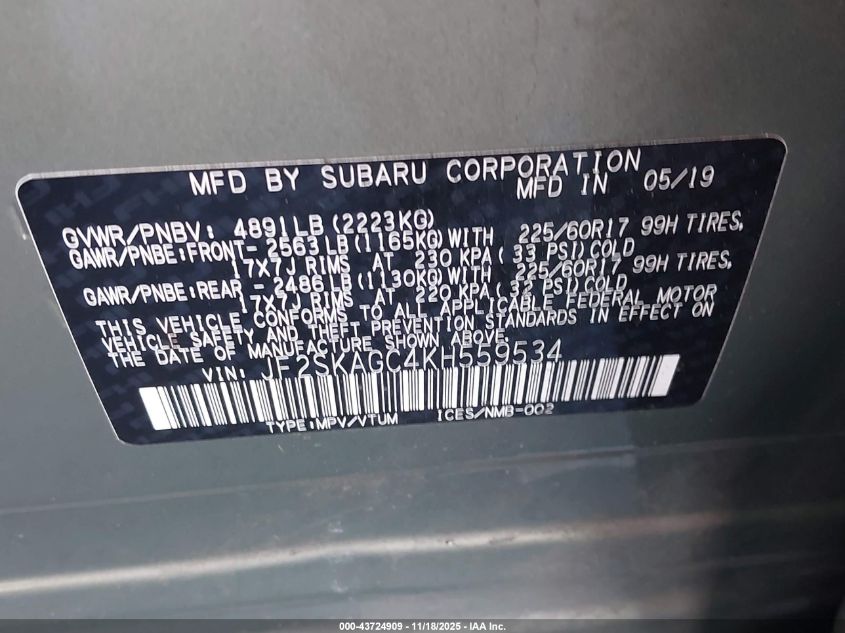 MFD BY SUBARU CORPORATION
MFD IN 05/19
GVWR/PNBV: 4891LB(2223KG)
GAWR/PNBE:FRONT- 2563LB(1165KG)WITH 225/60R17 99H TIRES,
17X7J RIMS AT 230 KPA( 33 PSI)COLD
GAWR/PNBE:REAR - 2486LB(1130KG)WITH 225/60R17 99H TIRES,
17X7J RIMS AT 220 KPA( 32 PSI)COLD
THIS VEHICLE CONFORMS TO ALL APPLICABLE FEDERAL MOTOR
VEHICLE SAFETY AND THEFT PREVENTION STANDARDS IN EFFECT ON
THE DATE OF MANUFACTURE SHOWN ABOVE.
VIN: JF2SKAGC4KH559534
TYPE:MPV/VTUM ICES/NMB-002
000-43724909 - 11/18/2025 - IAA Inc.